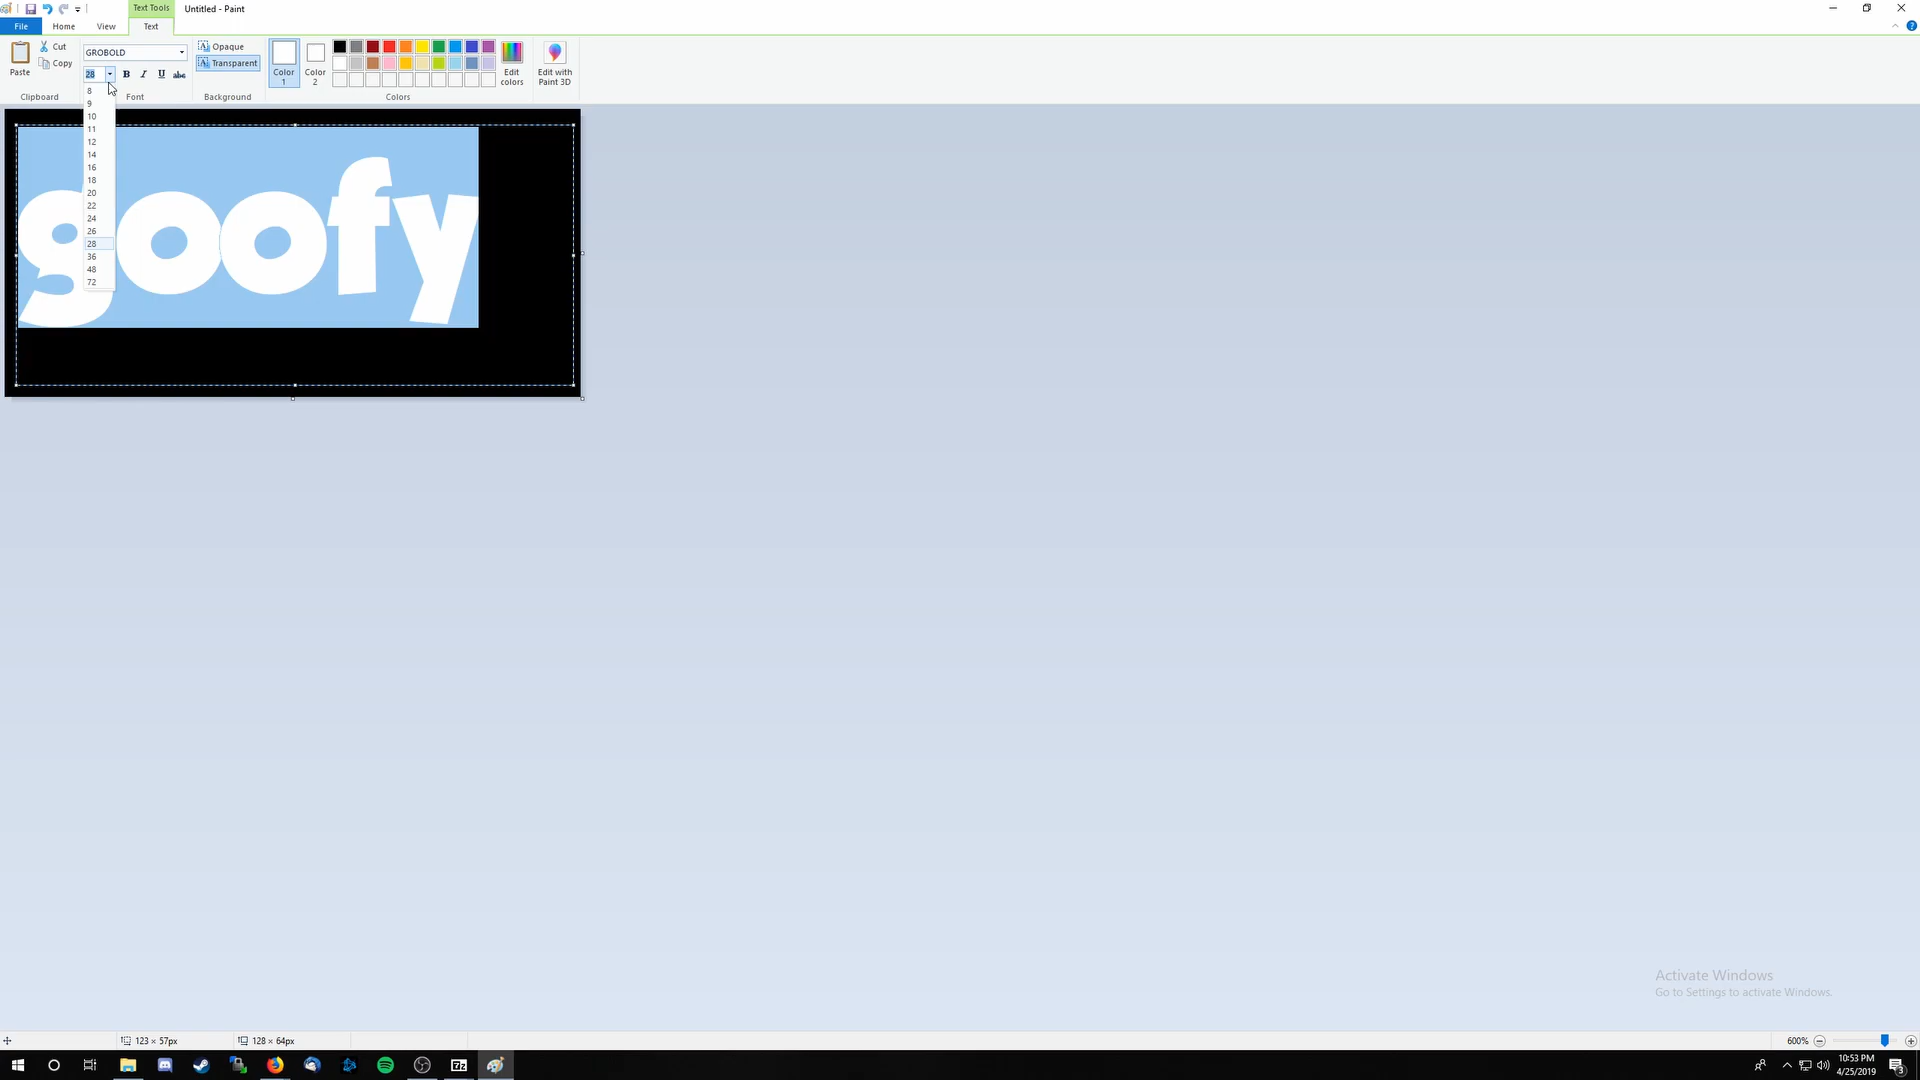 Text Tools
Untitled - Paint
File
Home
View
Text
Paste
Cut
Copy
Clipboard
GROBOLD
28
B
I
U
abc
Font
Opaque
Transparent
Background
Color
1
Color
2
Colors
Edit
colors
Edit with
Paint 3D
8
9
10
11
12
14
16
18
20
22
24
26
28
36
48
72
goofy
Activate Windows
Go to Settings to activate Windows.
123 × 57px
128 × 64px
600%
7z
10:53 PM
4/25/2019
3